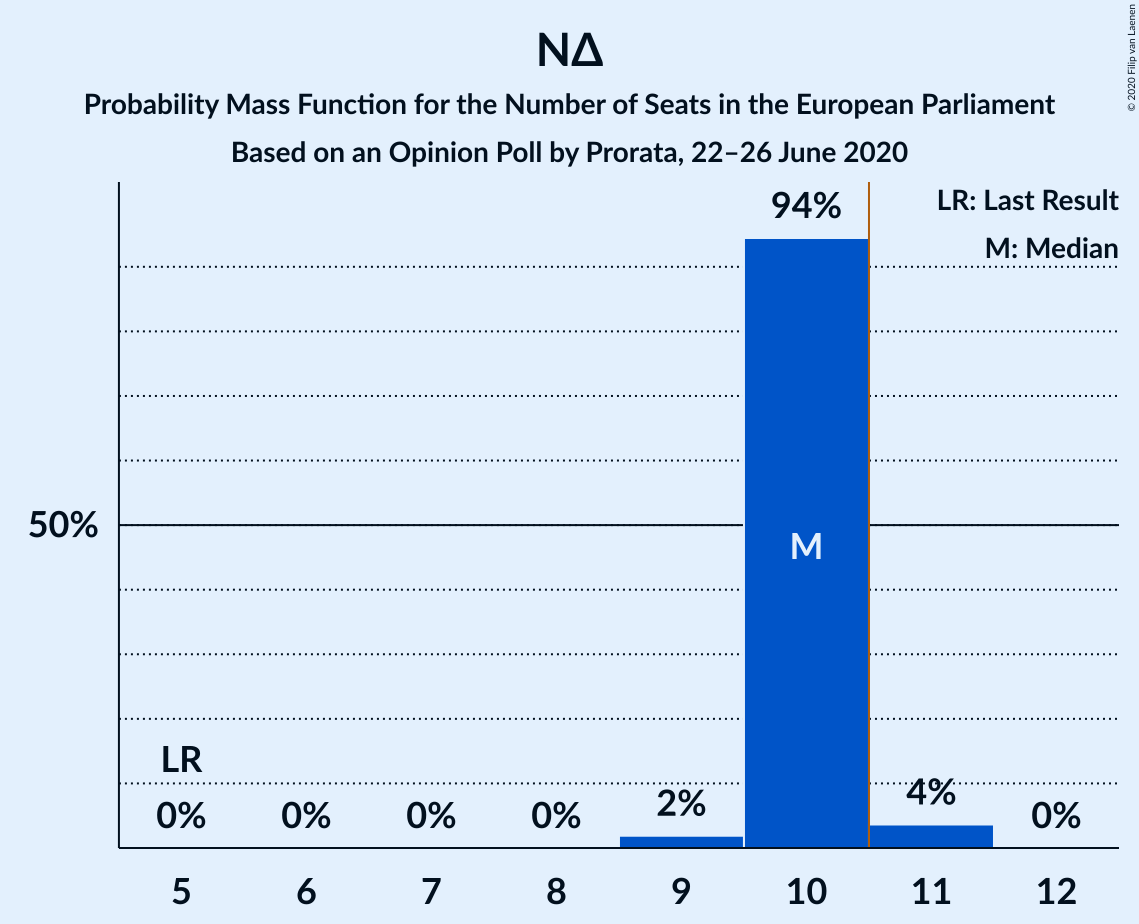 ΝΔ
Probability Mass Function for the Number of Seats in the European Parliament
Based on an Opinion Poll by Prorata, 22–26 June 2020
© 2020 Filip van Laenen
LR: Last Result
M: Median
94%
50%
M
LR
0%
0%
0%
0%
2%
4%
0%
5
6
7
8
9
10
11
12